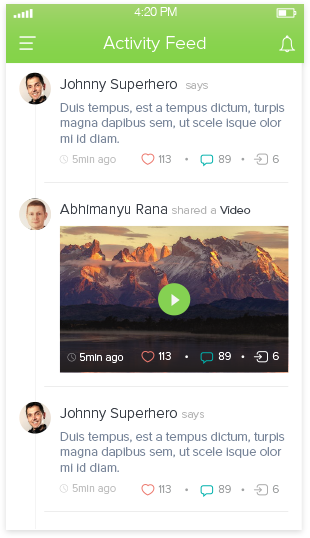 4:20 PM
Activity Feed
Johnny Superhero says
Duis tempus, est a tempus dictum, turpis
magna dapibus sem, ut scele isque olor
mi id diam.
5min ago 113 • 89 • 6
Abhimanyu Rana shared a Video
5min ago 113 • 89 • 6
Johnny Superhero says
Duis tempus, est a tempus dictum, turpis
magna dapibus sem, ut scele isque olor
mi id diam.
5min ago 113 • 89 • 6